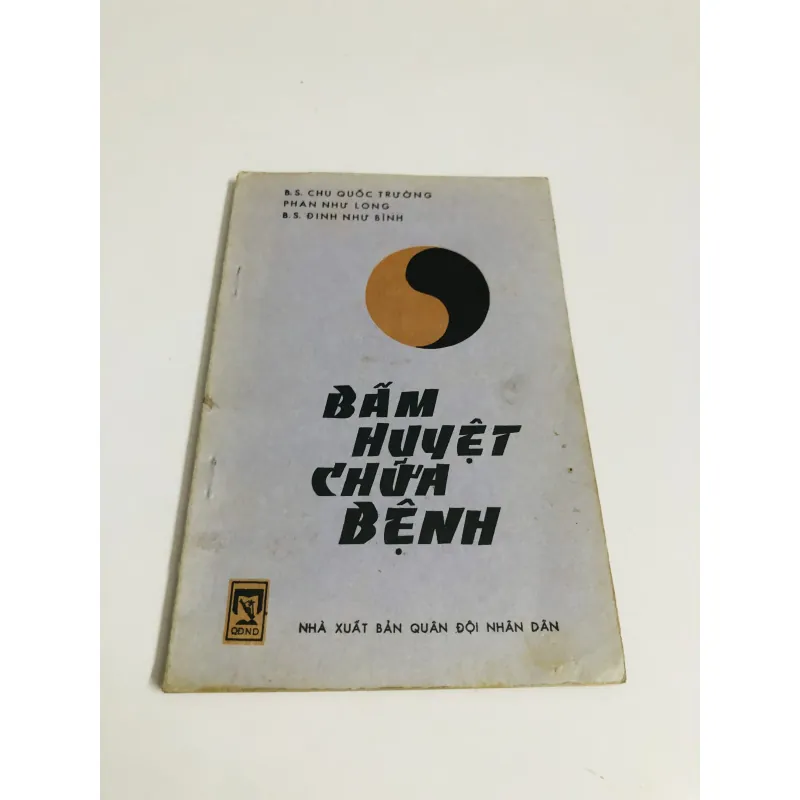 B.S. CHU QUỐC TRƯỜNG
PHAN NHƯ LONG
B.S. ĐINH NHƯ BÌNH
BẤM
HUYỆT
CHỮA
BỆNH
QĐND
NHÀ XUẤT BẢN QUÂN ĐỘI NHÂN DÂN